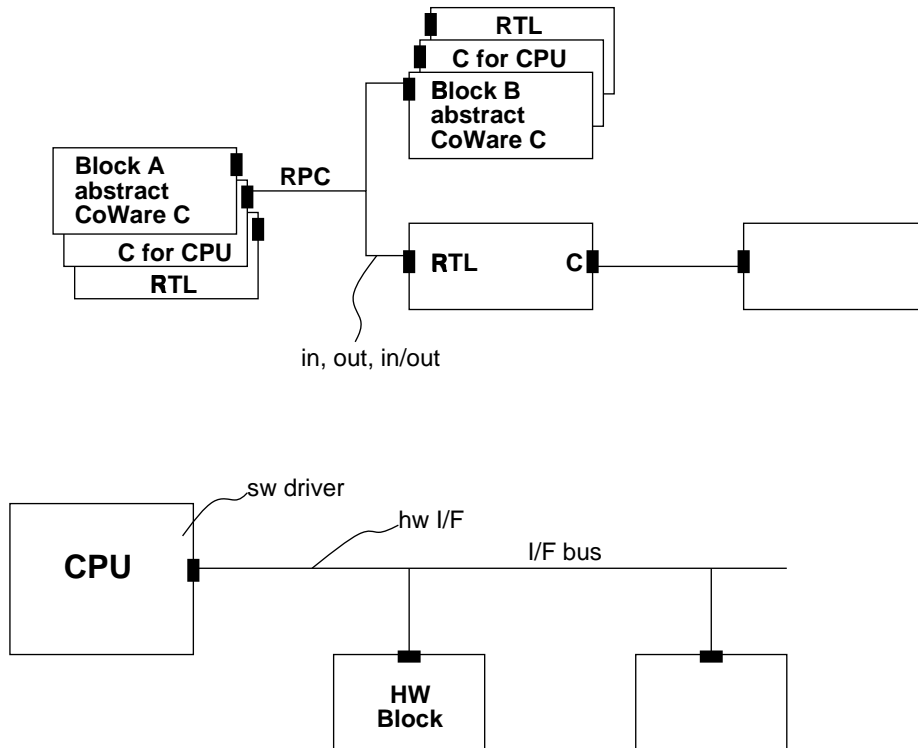 RTL
C for CPU
Block B
abstract
CoWare C
Block A
abstract
CoWare C
C for CPU
RTL
RPC
RTL
C
in, out, in/out
sw driver
hw I/F
I/F bus
CPU
HW
Block